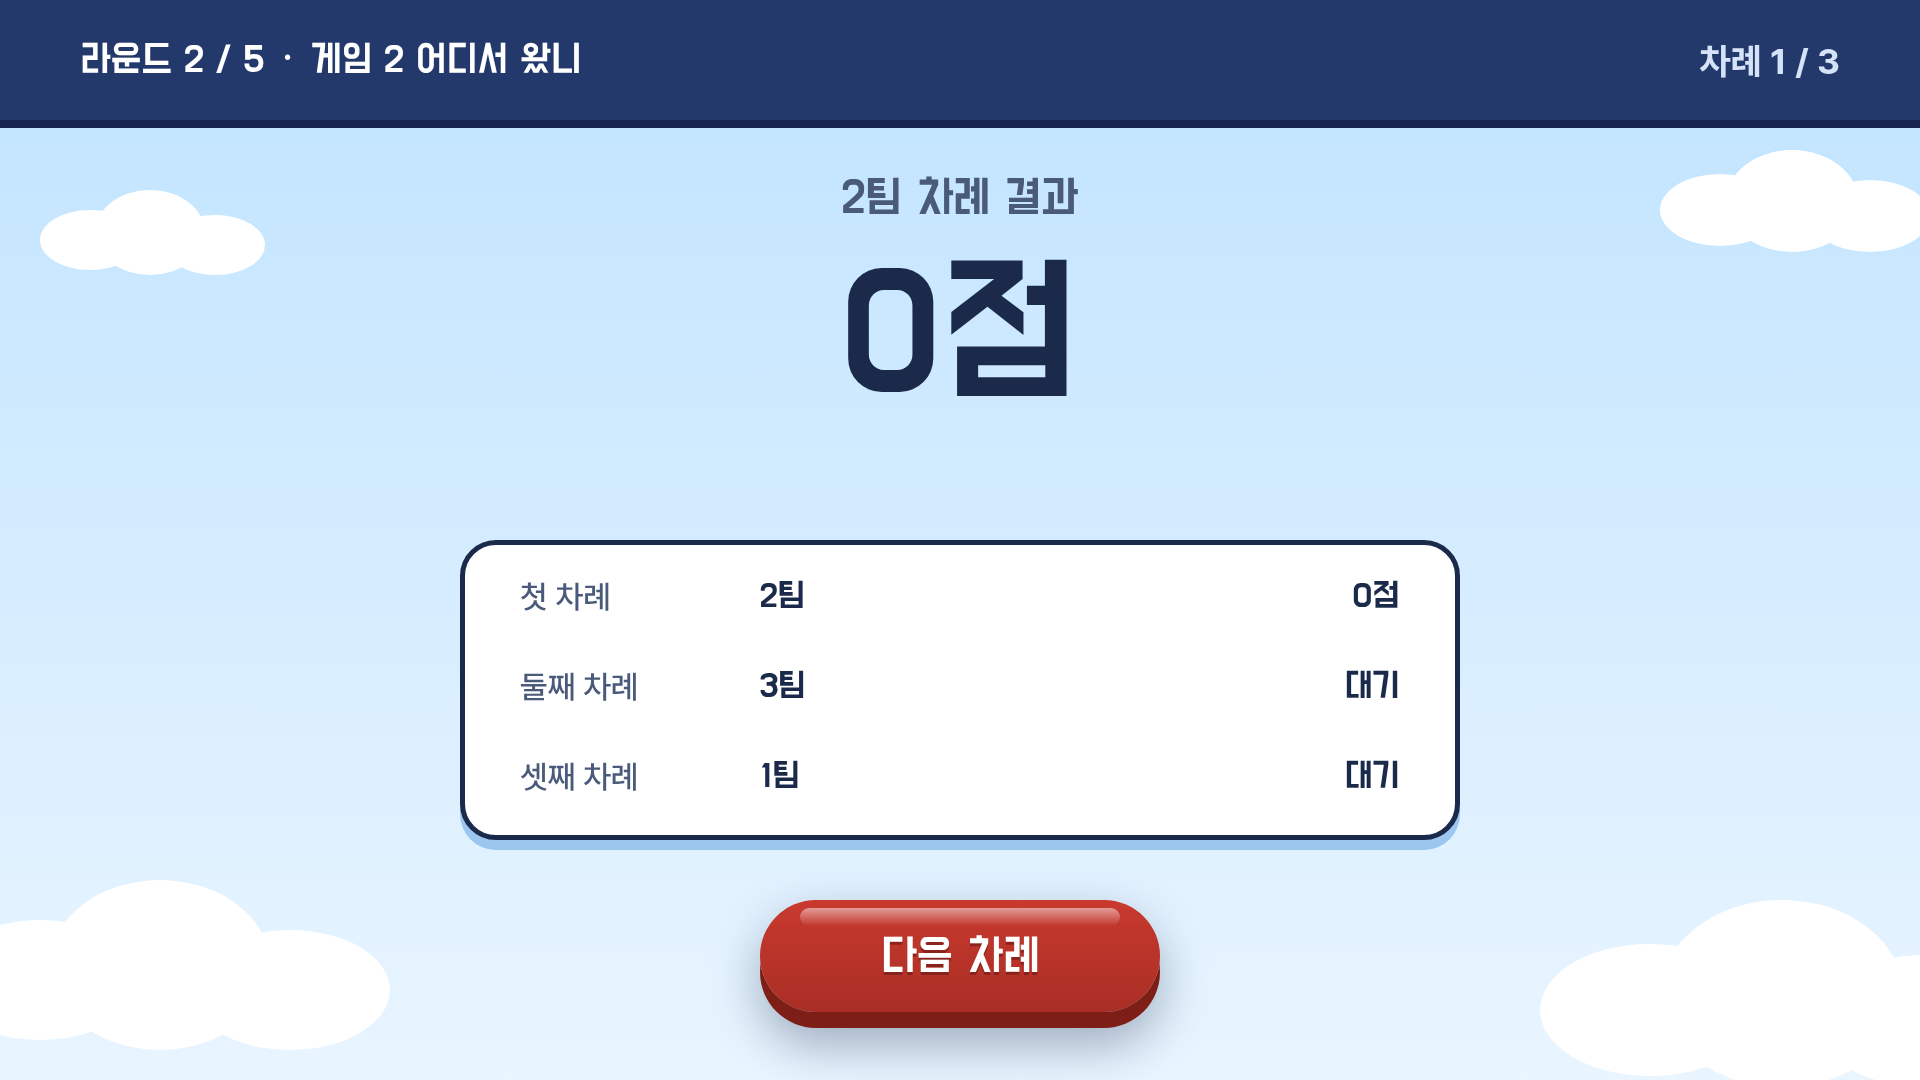 라운드 2 / 5 · 게임 2 어디서 왔니
차례 1 / 3
2팀 차례 결과
0점
첫 차례 2팀 0점
둘째 차례 3팀 대기
셋째 차례 1팀 대기
다음 차례